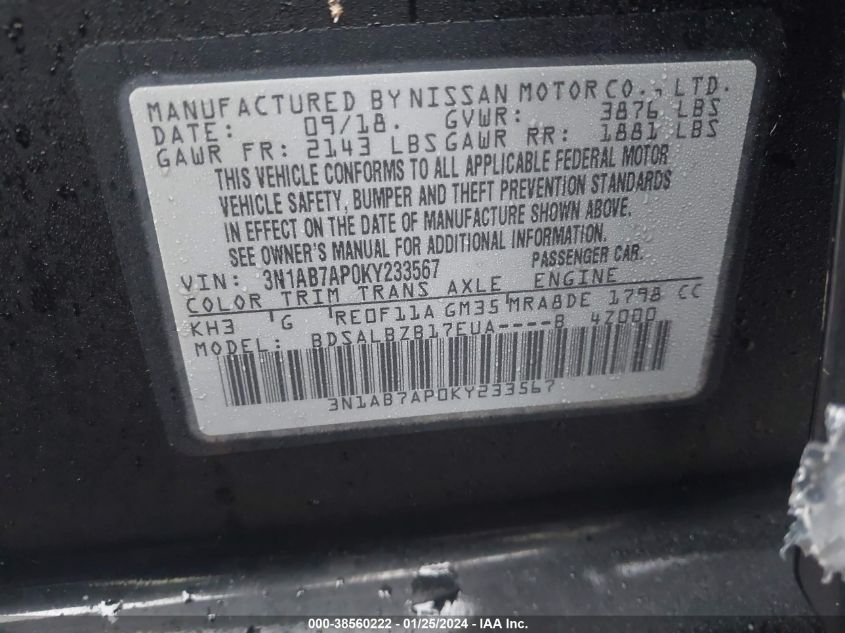 MANUFACTURED BY NISSAN MOTOR CO., LTD.
DATE: 09/18. GVWR: 3876 LBS
GAWR FR: 2143 LBS GAWR RR: 1881 LBS
THIS VEHICLE CONFORMS TO ALL APPLICABLE FEDERAL MOTOR
VEHICLE SAFETY, BUMPER AND THEFT PREVENTION STANDARDS
IN EFFECT ON THE DATE OF MANUFACTURE SHOWN ABOVE.
SEE OWNER'S MANUAL FOR ADDITIONAL INFORMATION.
VIN: 3N1AB7AP0KY233567 PASSENGER CAR.
COLOR TRIM TRANS AXLE ENGINE
KH3 'G 'RE0F11A GM35'MRA8DE 1798 CC
MODEL: BDSALBZB17EUA----B 4Z000
3N1AB7AP0KY233567
000-38560222 - 01/25/2024 - IAA Inc.